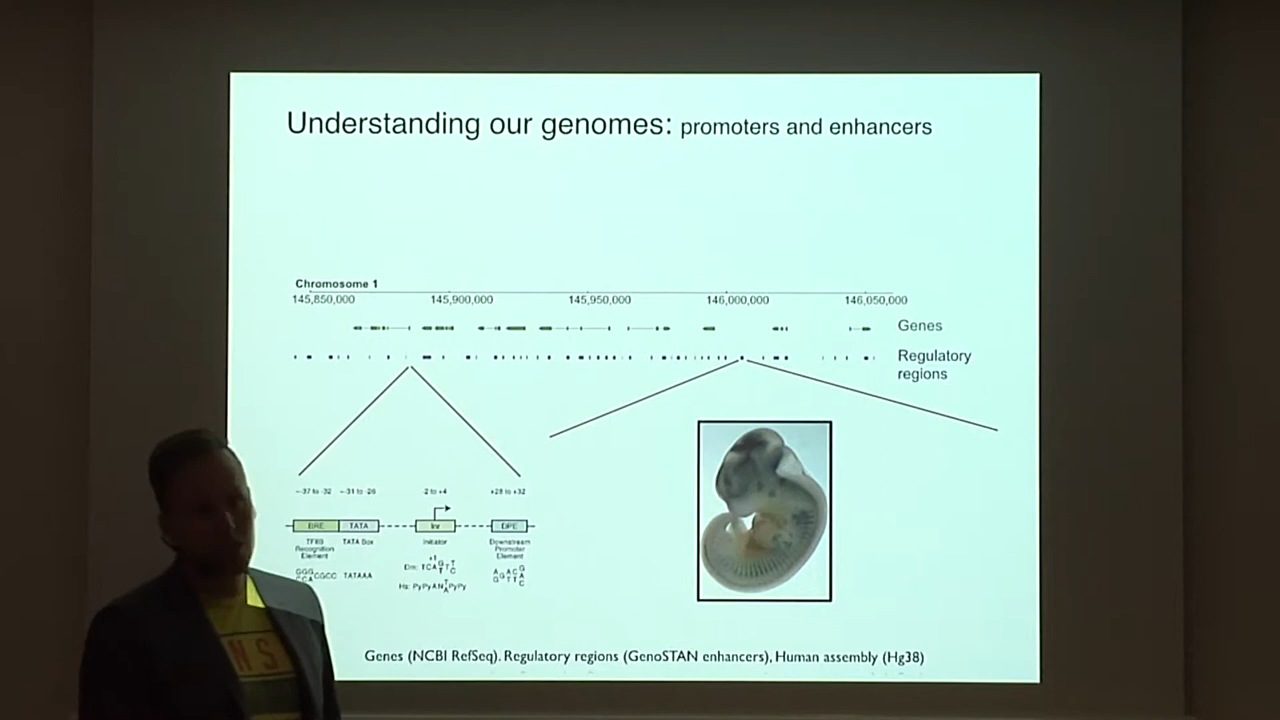 Understanding our genomes: promoters and enhancers
Chromosome 1
145,850,000 145,900,000 145,950,000 146,000,000 146,050,000
Genes
Regulatory
regions
~-37 to -32 ~-31 to -26 -2 to +4 +28 to +32
BRE TATA Inr DPE
TFIIB
Recognition
Element
TATA Box
Initiator
Downstream
Promoter
Element
TATAAA
NS
Genes (NCBI RefSeq). Regulatory regions (GenoSTAN enhancers), Human assembly (Hg38)